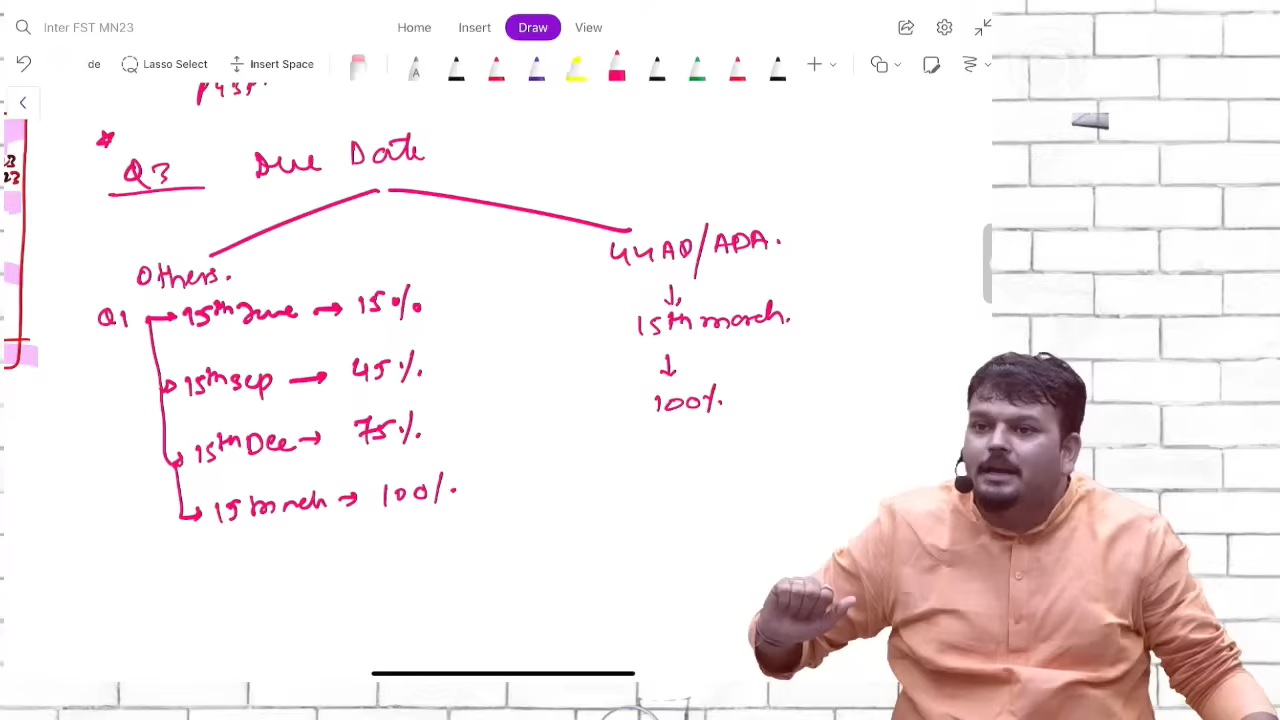 Inter FST MN23
Home Insert Draw View
de Lasso Select Insert Space
Q3 Due Date
Others.
44AD/ADA.
Q1 → 15th June → 15%
15th march.
15th sep → 45%
100%.
15th Dec → 75%
15th march → 100%.